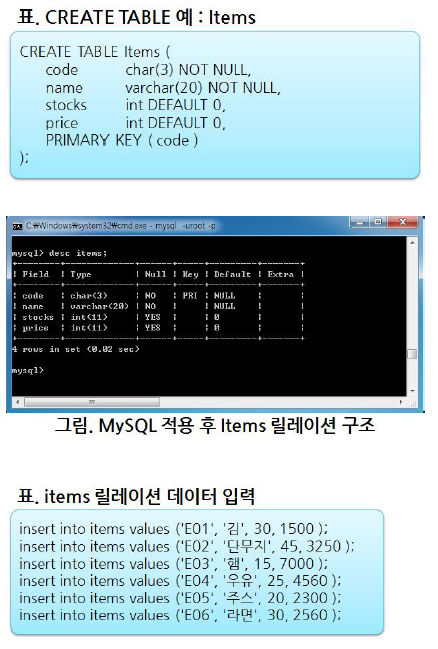 표. CREATE TABLE 예 : Items
CREATE TABLE Items (
code char(3) NOT NULL,
name varchar(20) NOT NULL,
stocks int DEFAULT 0,
price int DEFAULT 0,
PRIMARY KEY ( code )
);
C:₩Windows₩system32₩cmd.exe - mysql -uroot -p
mysql> desc items;
+--------+-------------+------+-----+---------+-------+
| Field | Type | Null | Key | Default | Extra |
+--------+-------------+------+-----+---------+-------+
| code | char(3) | NO | PRI | NULL | |
| name | varchar(20) | NO | | NULL | |
| stocks | int(11) | YES | | 0 | |
| price | int(11) | YES | | 0 | |
+--------+-------------+------+-----+---------+-------+
4 rows in set (0.02 sec)
mysql>
그림. MySQL 적용 후 Items 릴레이션 구조
표. items 릴레이션 데이터 입력
insert into items values ('E01', '김', 30, 1500 );
insert into items values ('E02', '단무지', 45, 3250 );
insert into items values ('E03', '햄', 15, 7000 );
insert into items values ('E04', '우유', 25, 4560 );
insert into items values ('E05', '주스', 20, 2300 );
insert into items values ('E06', '라면', 30, 2560 );